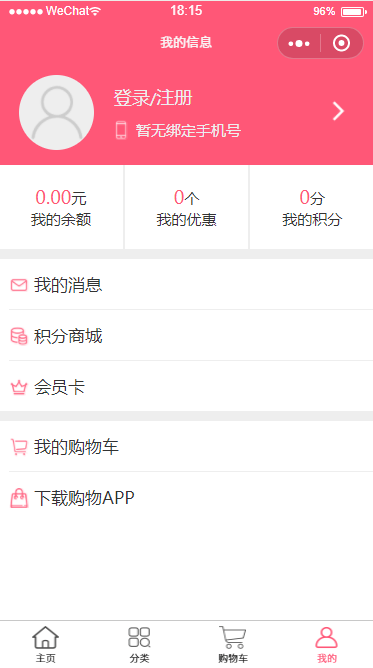 WeChat 18:15 96%
我的信息
登录/注册
暂无绑定手机号
0.00元 0个 0分
我的余额 我的优惠 我的积分
我的消息
积分商城
会员卡
我的购物车
下载购物APP
主页 分类 购物车 我的